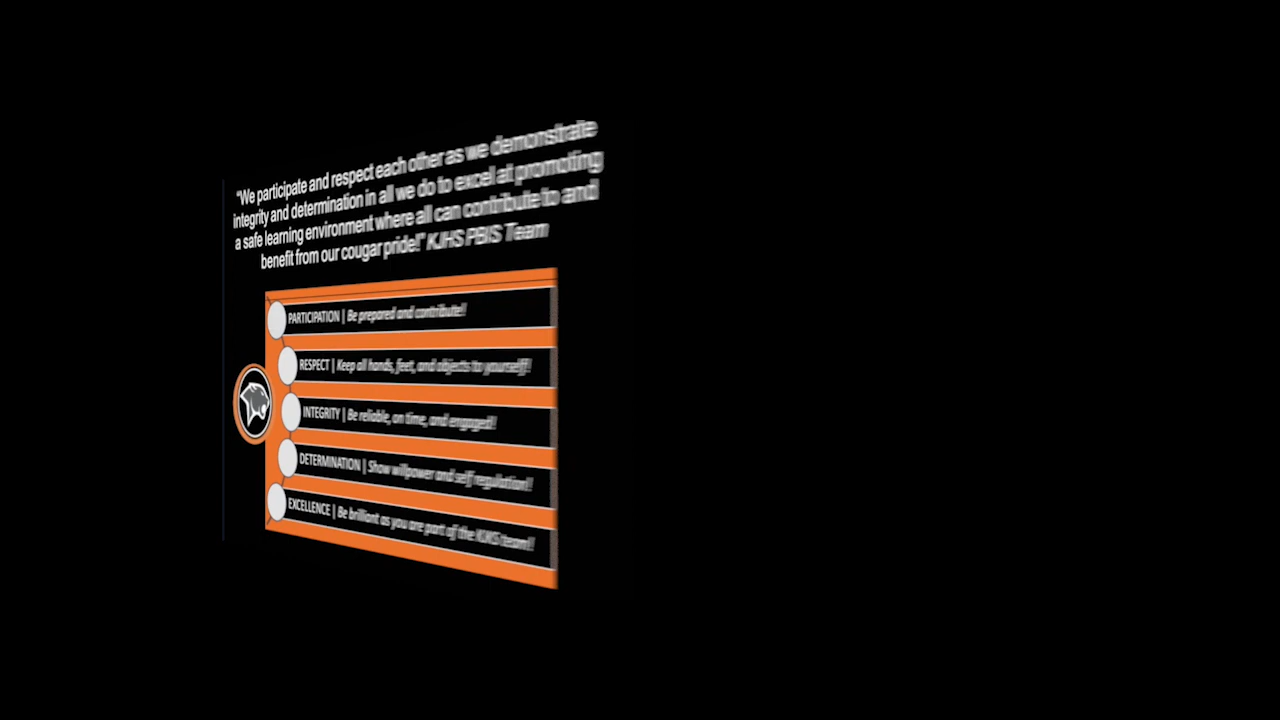 “We participate and respect each other as we demonstrate
integrity and determination in all we do to excel at promoting
a safe learning environment where all can contribute to and
benefit from our cougar pride!” KJHS PBIS Team
PARTICIPATION | Be prepared and contribute!!
RESPECT | Keep all hands, feet, and objects to yourself!!
INTEGRITY | Be reliable, on time, and engaged!!
DETERMINATION | Show willpower and self regulation!!
EXCELLENCE | Be brilliant as you are part of the KJHS team!!